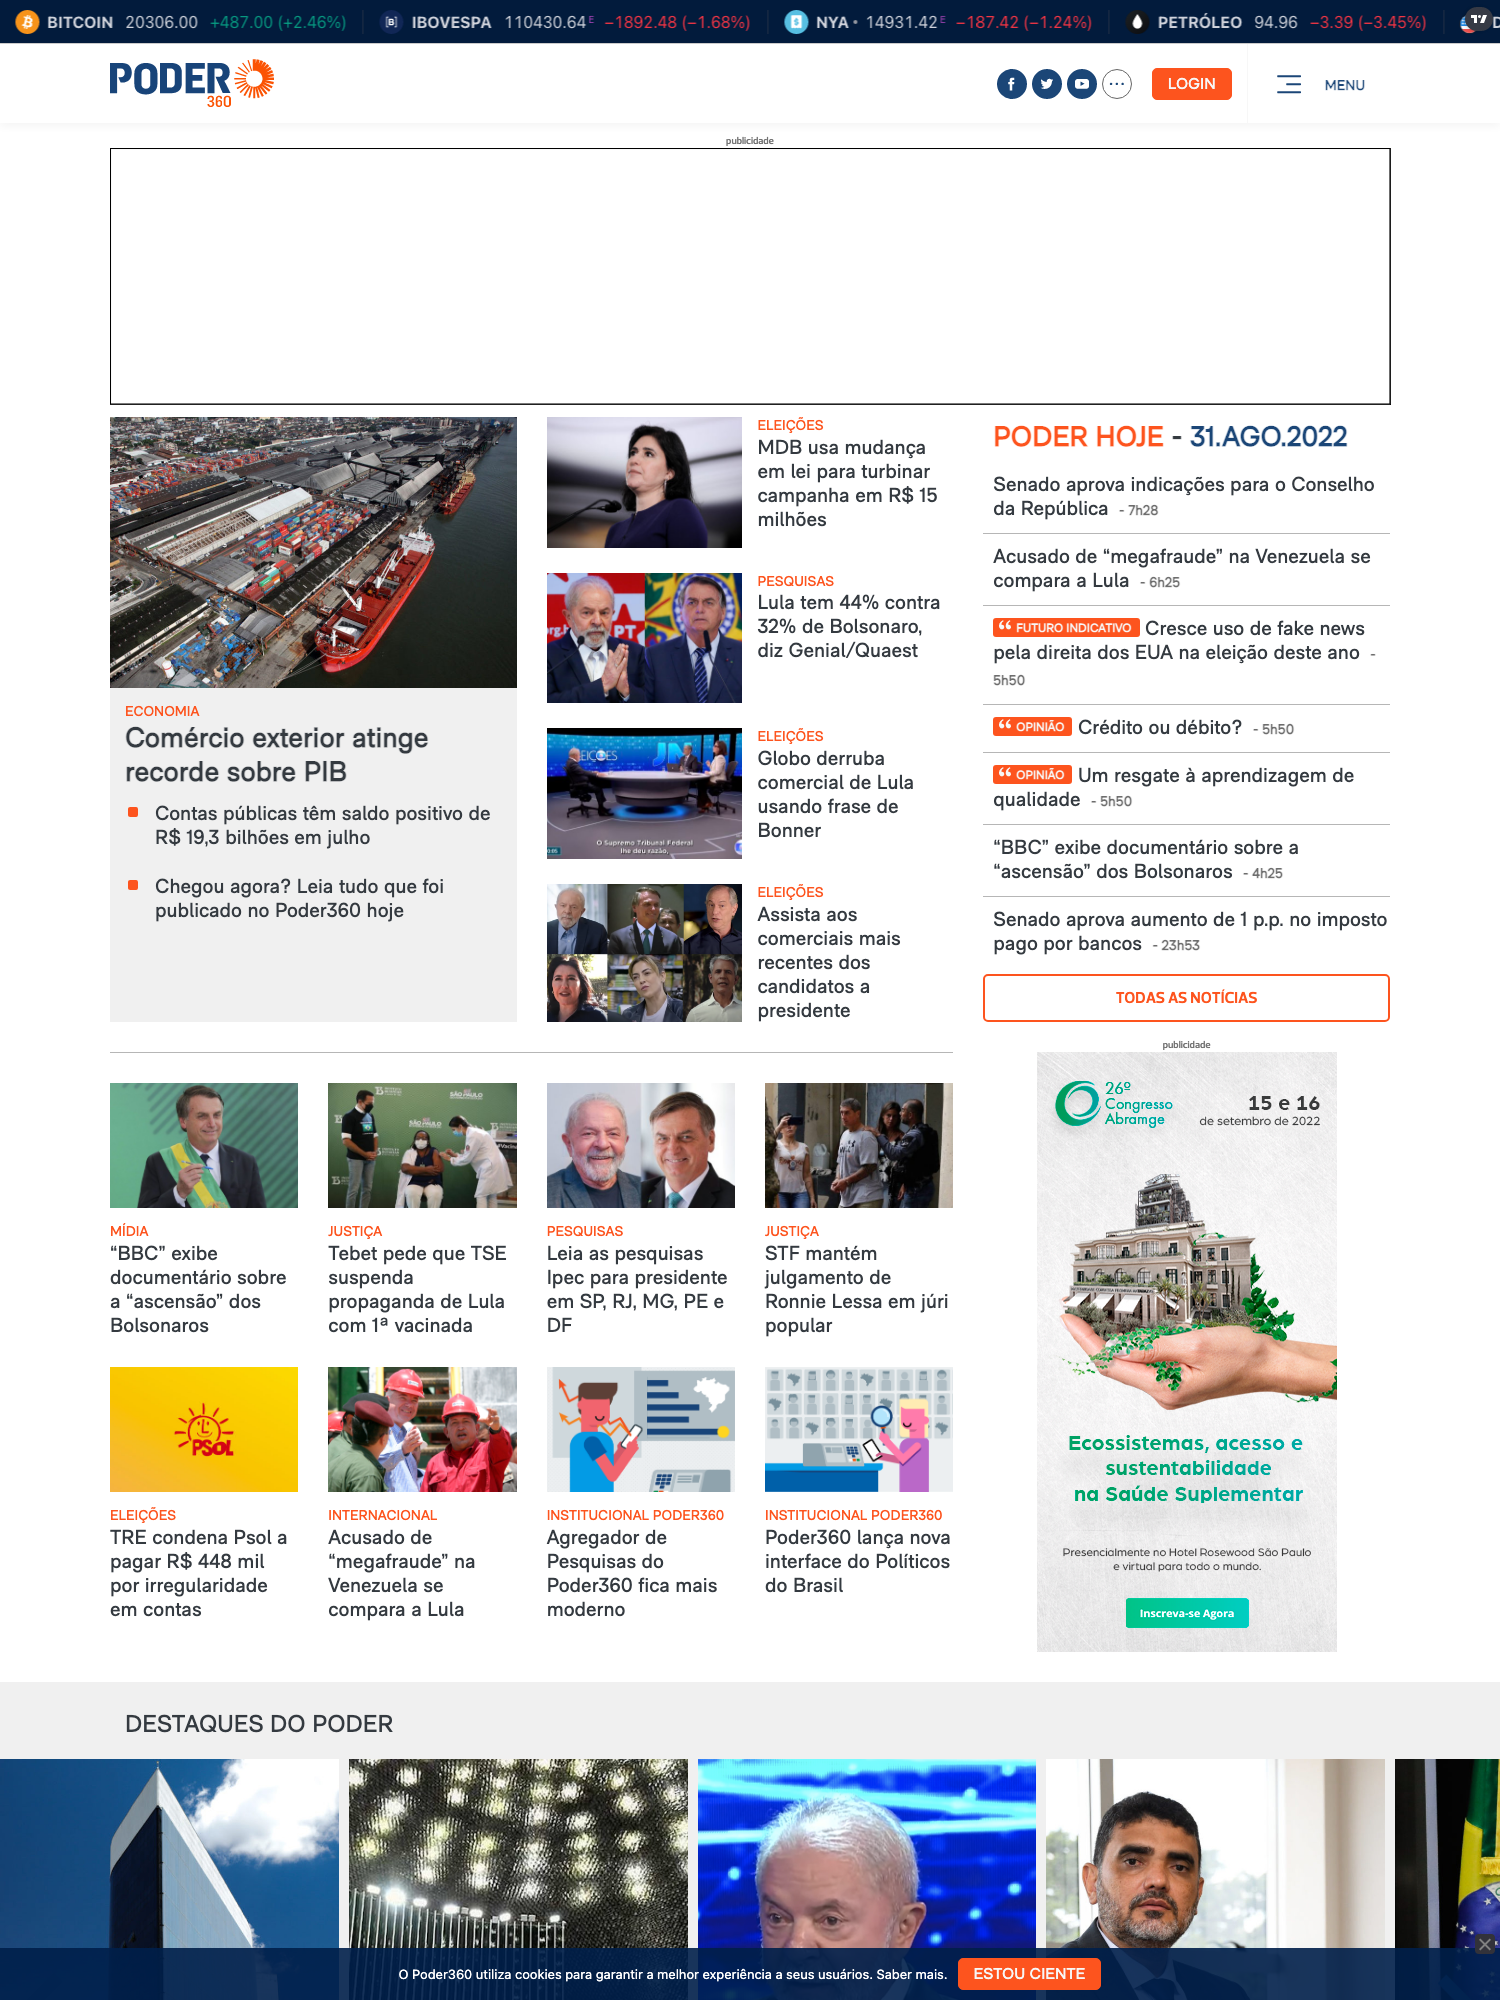 BITCOIN 20306.00 +487.00 (+2.46%) IBOVESPA 110430.64 E −1892.48 (−1.68%) NYA 14931.42 E −187.42 (−1.24%) PETRÓLEO 94.96 −3.39 (−3.45%)
PODER
360
LOGIN
MENU
publicidade
ECONOMIA
Comércio exterior atinge
recorde sobre PIB
Contas públicas têm saldo positivo de
R$ 19,3 bilhões em julho
Chegou agora? Leia tudo que foi
publicado no Poder360 hoje
ELEIÇÕES
MDB usa mudança
em lei para turbinar
campanha em R$ 15
milhões
PESQUISAS
Lula tem 44% contra
32% de Bolsonaro,
diz Genial/Quaest
O Supremo Tribunal Federal
lhe deu razão,
ELEIÇÕES
Globo derruba
comercial de Lula
usando frase de
Bonner
ELEIÇÕES
Assista aos
comerciais mais
recentes dos
candidatos a
presidente
PODER HOJE - 31.AGO.2022
Senado aprova indicações para o Conselho
da República - 7h28
Acusado de “megafraude” na Venezuela se
compara a Lula - 6h25
“ FUTURO INDICATIVO Cresce uso de fake news
pela direita dos EUA na eleição deste ano -
5h50
“ OPINIÃO Crédito ou débito? - 5h50
“ OPINIÃO Um resgate à aprendizagem de
qualidade - 5h50
“BBC” exibe documentário sobre a
“ascensão” dos Bolsonaros - 4h25
Senado aprova aumento de 1 p.p. no imposto
pago por bancos - 23h53
TODAS AS NOTÍCIAS
publicidade
26º
Congresso
Abramge
15 e 16
de setembro de 2022
Ecossistemas, acesso e
sustentabilidade
na Saúde Suplementar
Presencialmente no Hotel Rosewood São Paulo
e virtual para todo o mundo.
Inscreva-se Agora
MÍDIA
“BBC” exibe
documentário sobre
a “ascensão” dos
Bolsonaros
JUSTIÇA
Tebet pede que TSE
suspenda
propaganda de Lula
com 1ª vacinada
PESQUISAS
Leia as pesquisas
Ipec para presidente
em SP, RJ, MG, PE e
DF
JUSTIÇA
STF mantém
julgamento de
Ronnie Lessa em júri
popular
PSOL
ELEIÇÕES
TRE condena Psol a
pagar R$ 448 mil
por irregularidade
em contas
INTERNACIONAL
Acusado de
“megafraude” na
Venezuela se
compara a Lula
INSTITUCIONAL PODER360
Agregador de
Pesquisas do
Poder360 fica mais
moderno
INSTITUCIONAL PODER360
Poder360 lança nova
interface do Políticos
do Brasil
DESTAQUES DO PODER
O Poder360 utiliza cookies para garantir a melhor experiência a seus usuários. Saber mais.
ESTOU CIENTE